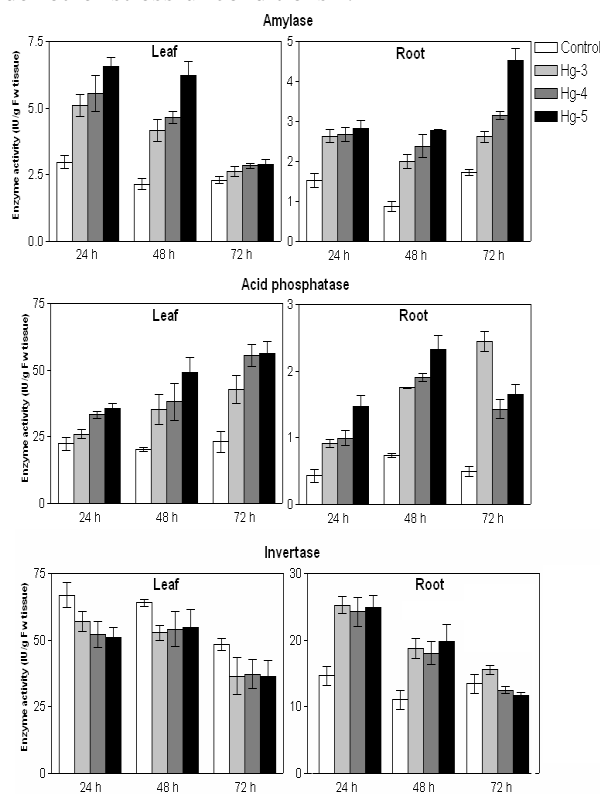 Amylase
Leaf
Root
Control
Hg-3
Hg-4
Hg-5
Enzyme activity (IU/g Fw tissue)
7.5
5.0
2.5
0.0
24 h
48 h
72 h
5
4
3
2
1
0
24 h
48 h
72 h
Acid phosphatase
Leaf
Root
Enzyme activity (IU/g Fw tissue)
75
50
25
0
24 h
48 h
72 h
3
2
1
0
24 h
48 h
72 h
Invertase
Leaf
Root
Enzyme activity (IU/g Fw tissue)
75
50
25
0
24 h
48 h
72 h
30
20
10
0
24 h
48 h
72 h